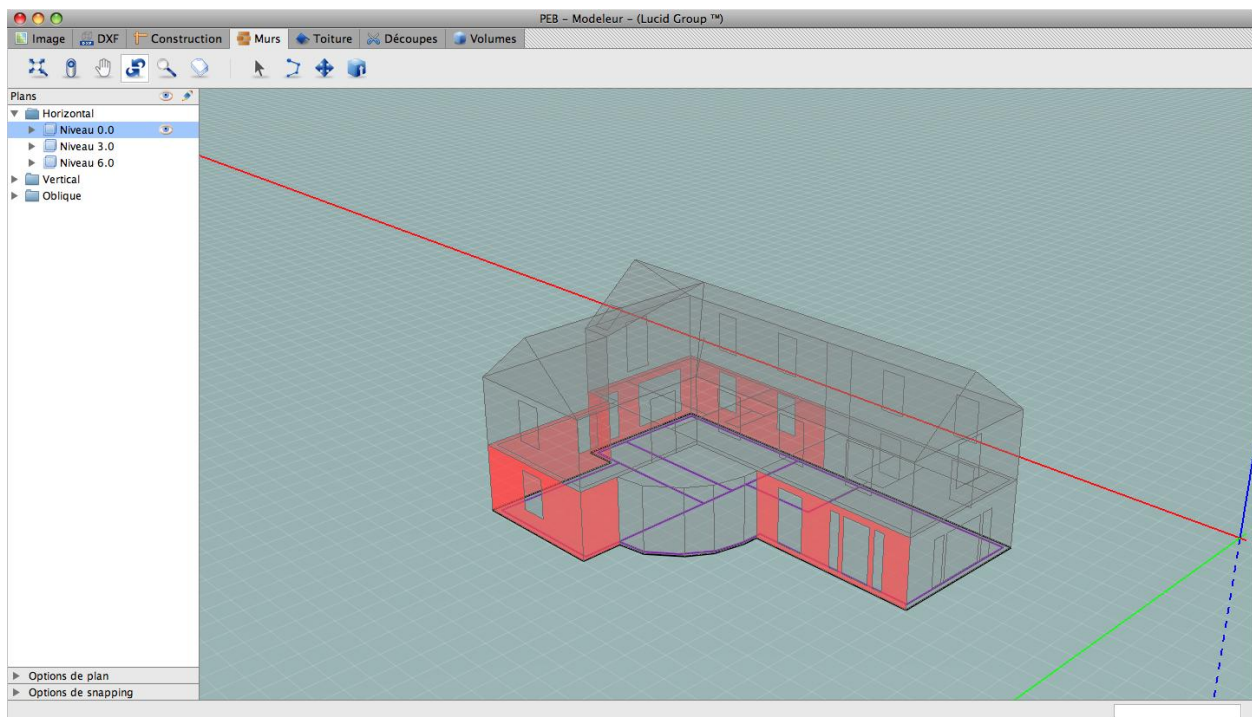 PEB – Modeleur – (Lucid Group ™)
Image DXF Construction Murs Toiture Découpes Volumes
Plans
Horizontal
Niveau 0.0
Niveau 3.0
Niveau 6.0
Vertical
Oblique
Options de plan
Options de snapping